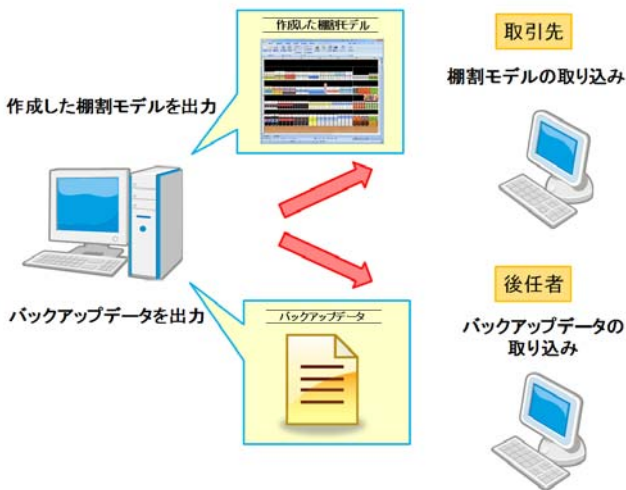 作成した棚割モデル
取引先
棚割モデルの取り込み
作成した棚割モデルを出力
後任者
バックアップデータを出力
バックアップデータ
バックアップデータの
取り込み